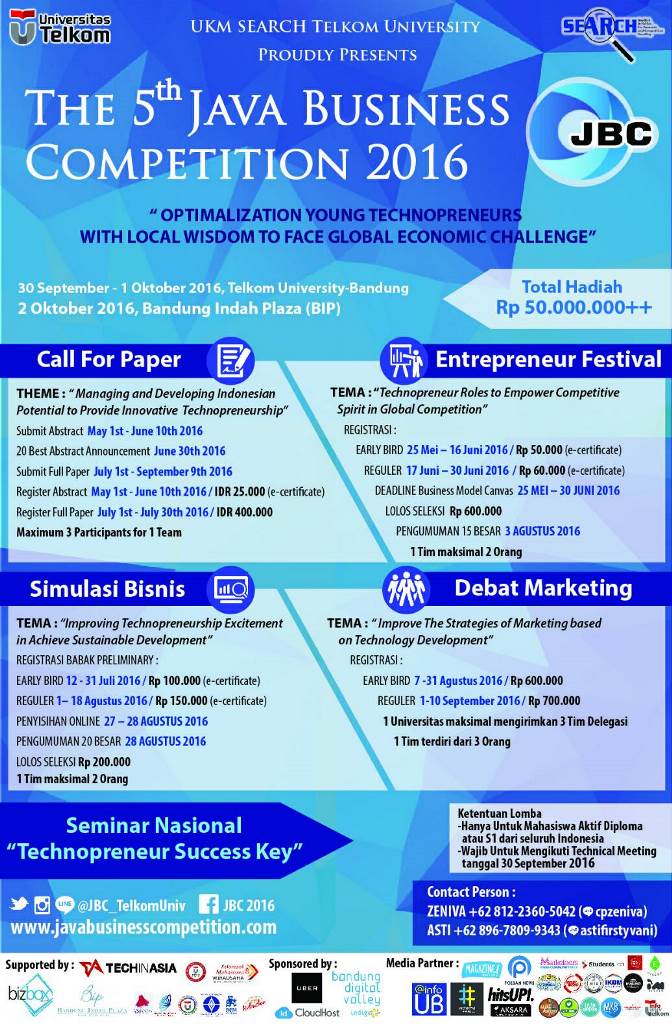 Universitas
Telkom
UKM SEARCH TELKOM UNIVERSITY
PROUDLY PRESENTS
SEARCH
THE 5th JAVA BUSINESS
COMPETITION 2016
JBC
“ OPTIMALIZATION YOUNG TECHNOPRENEURS
WITH LOCAL WISDOM TO FACE GLOBAL ECONOMIC CHALLENGE”
30 September - 1 Oktober 2016, Telkom University-Bandung
2 Oktober 2016, Bandung Indah Plaza (BIP)
Total Hadiah
Rp 50.000.000++
Call For Paper
THEME : “ Managing and Developing Indonesian
Potential to Provide Innovative Technopreneurship”
Submit Abstract May 1st - June 10th 2016
20 Best Abstract Announcement June 30th 2016
Submit Full Paper July 1st - September 9th 2016
Register Abstract May 1st - June 10th 2016 / IDR 25.000 (e-certificate)
Register Full Paper July 1st - July 30th 2016 / IDR 400.000
Maximum 3 Participants for 1 Team
Entrepreneur Festival
TEMA : “Technopreneur Roles to Empower Competitive
Spirit in Global Competition”
REGISTRASI :
EARLY BIRD 25 Mei – 16 Juni 2016 / Rp 50.000 (e-certificate)
REGULER 17 Juni – 30 Juni 2016 / Rp 60.000 (e-certificate)
DEADLINE Business Model Canvas 25 MEI – 30 JUNI 2016
LOLOS SELEKSI Rp 600.000
PENGUMUMAN 15 BESAR 3 AGUSTUS 2016
1 Tim maksimal 2 Orang
Simulasi Bisnis
TEMA : “Improving Technopreneurship Excitement
in Achieve Sustainable Development”
REGISTRASI BABAK PRELIMINARY :
EARLY BIRD 12 - 31 Juli 2016 / Rp 100.000 (e-certificate)
REGULER 1– 18 Agustus 2016 / Rp 150.000 (e-certificate)
PENYISIHAN ONLINE 27 – 28 AGUSTUS 2016
PENGUMUMAN 20 BESAR 28 AGUSTUS 2016
LOLOS SELEKSI Rp 200.000
1 Tim maksimal 2 Orang
Debat Marketing
TEMA : “ Improve The Strategies of Marketing based
on Technology Development”
REGISTRASI :
EARLY BIRD 7 -31 Agustus 2016 / Rp 600.000
REGULER 1-10 September 2016 / Rp 700.000
1 Universitas maksimal mengirimkan 3 Tim Delegasi
1 Tim terdiri dari 3 Orang
Seminar Nasional
“Technopreneur Success Key”
Ketentuan Lomba
-Hanya Untuk Mahasiswa Aktif Diploma
atau S1 dari seluruh Indonesia
-Wajib Untuk Mengikuti Technical Meeting
tanggal 30 September 2016
LINE @JBC_TelkomUniv JBC 2016
www.javabusinesscompetition.com
Contact Person :
ZENIVA +62 812-2360-5042 (cpzeniva)
ASTI +62 896-7809-9343 (astifirstyvani)
Supported by :
TECHINASIA
WIRAUSAHA
bizbox
Bip
BANDUNG INDAH PLAZA
Sponsored by :
UBER
bandung
digital
valley
CloudHost
indigo
Media Partner :
MAGAZINEZ
Students
@info
UB
hitsUP!
AKSARA